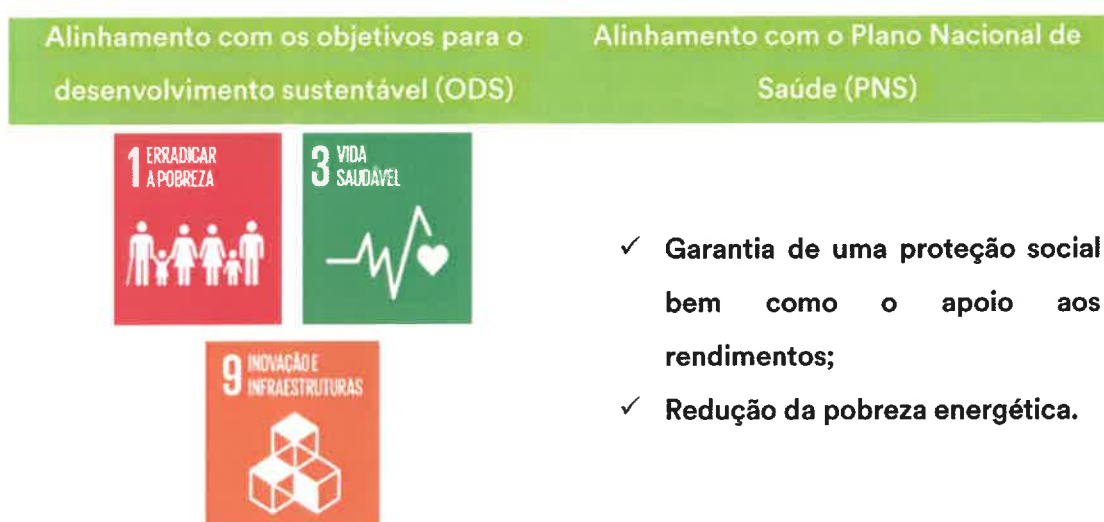 Alinhamento com os objetivos para o
desenvolvimento sustentável (ODS)
Alinhamento com o Plano Nacional de
Saúde (PNS)
1 ERRADICAR
A POBREZA
3 VIDA
SAUDÁVEL
9 INOVAÇÃO E
INFRAESTRUTURAS
✓ Garantia de uma proteção social
bem como o apoio aos
rendimentos;
✓ Redução da pobreza energética.